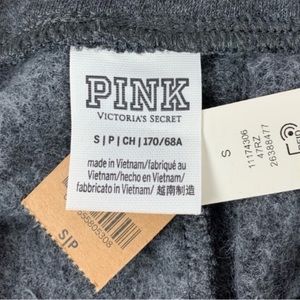 PINK
VICTORIA'S SECRET
S | P | CH | 170/68A
made in Vietnam/fabriqué au
Vietnam/hecho en Vietnam/
fabbricato in Vietnam/ 越南制造
S
11174306
47RZ
26388477
RFID
S|P